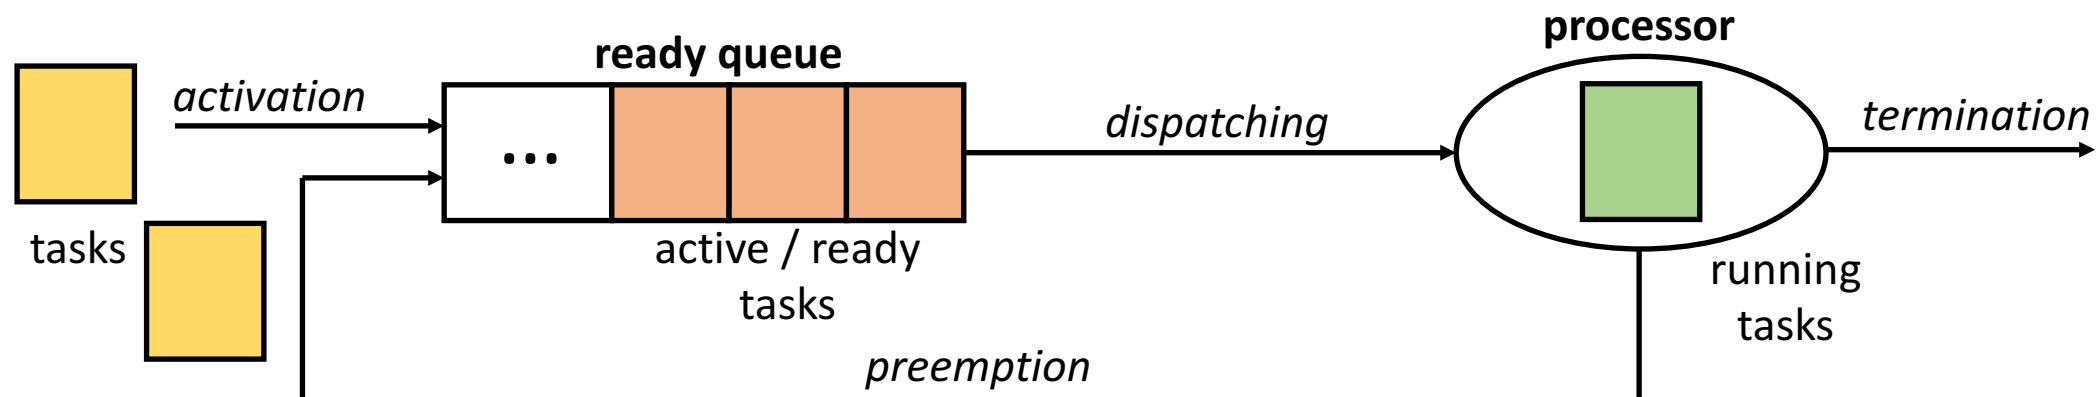 processor
ready queue
activation
dispatching
termination
...
tasks
active / ready
tasks
running
tasks
preemption